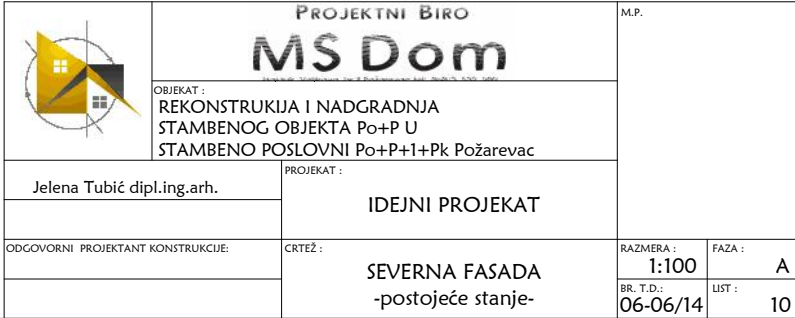 PROJEKTNI BIRO
MS Dom
M.P.
OBJEKAT :
REKONSTRUKIJA I NADGRADNJA
STAMBENOG OBJEKTA Po+P U
STAMBENO POSLOVNI Po+P+1+Pk Požarevac
Jelena Tubić dipl.ing.arh.
PROJEKAT :
IDEJNI PROJEKAT
ODGOVORNI PROJEKTANT KONSTRUKCIJE:
CRTEŽ :
SEVERNA FASADA
-postojeće stanje-
RAZMERA :
1:100
FAZA :
A
BR. T.D.:
06-06/14
LIST :
10